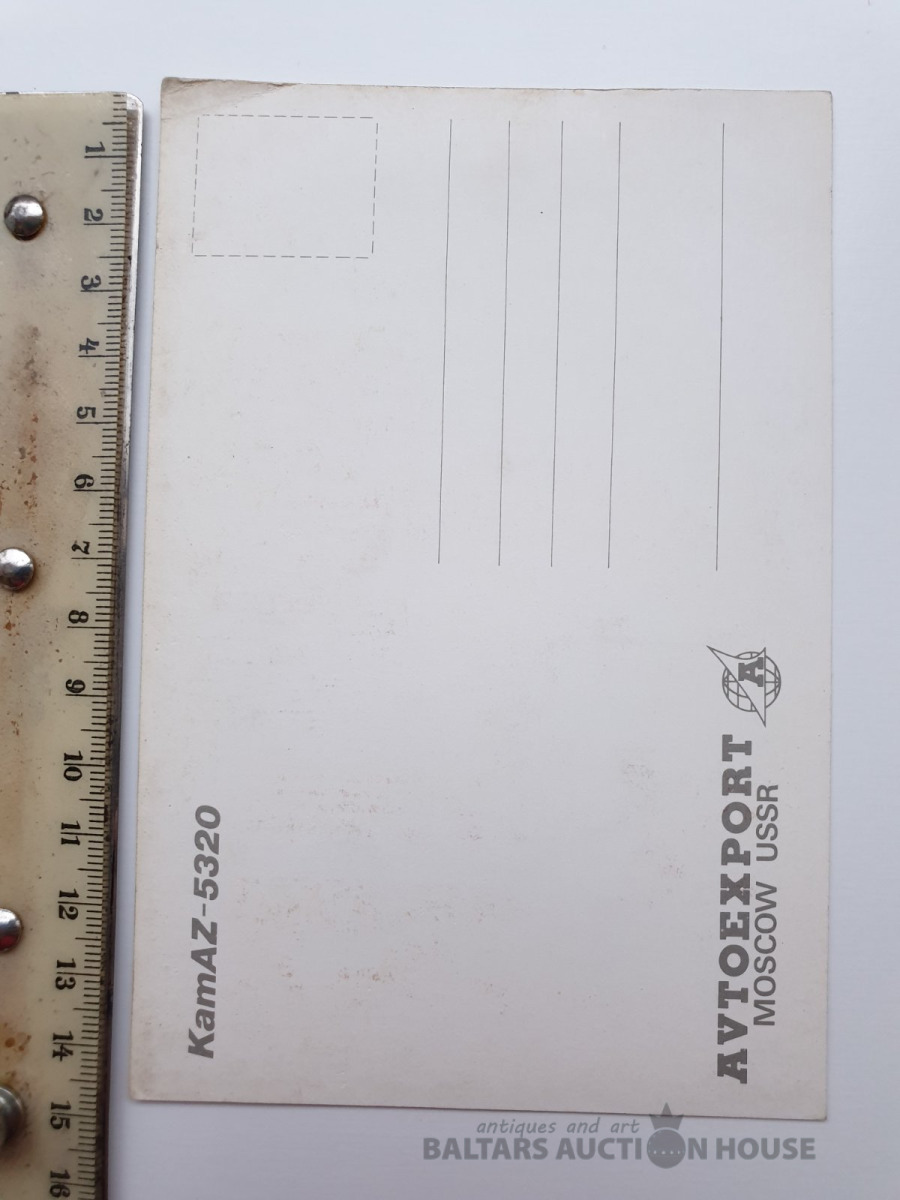 KamAZ-5320
AVTOEXPORT
MOSCOW USSR
A
1
2
3
4
5
6
7
8
9
10
11
12
13
14
15
16
antiques and art
BALTARS AUCTION HOUSE